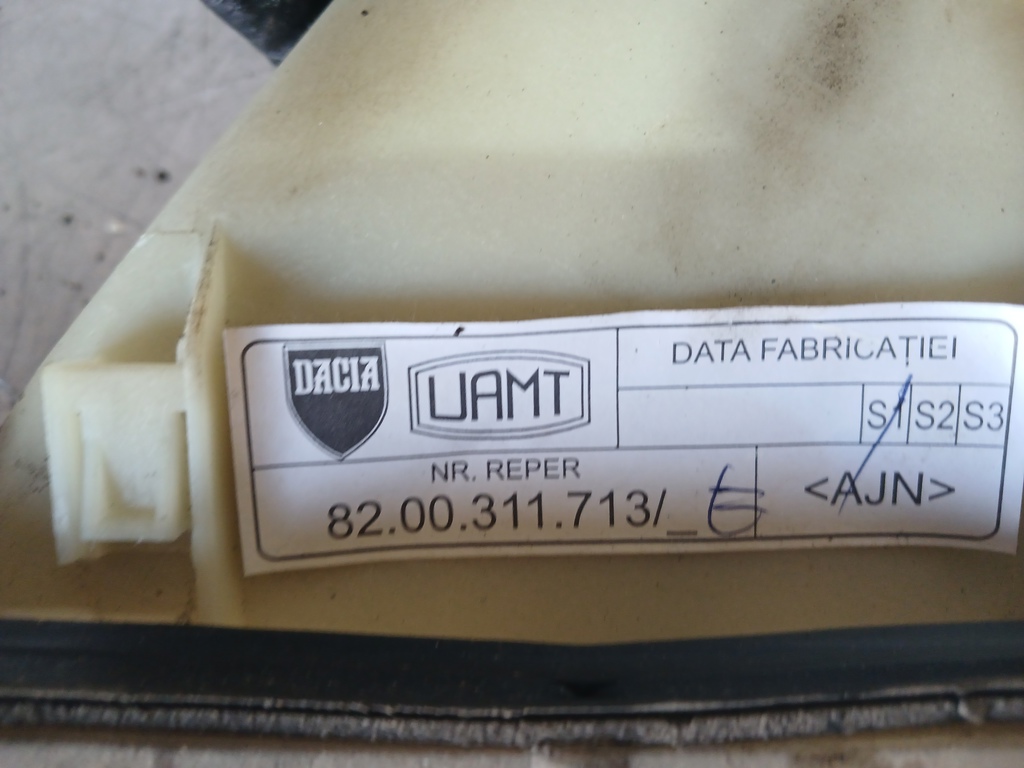 DACIA
UAMT
DATA FABRICAȚIEI
S1 S2 S3
NR. REPER
82.00.311.713/_ E
<AJN>